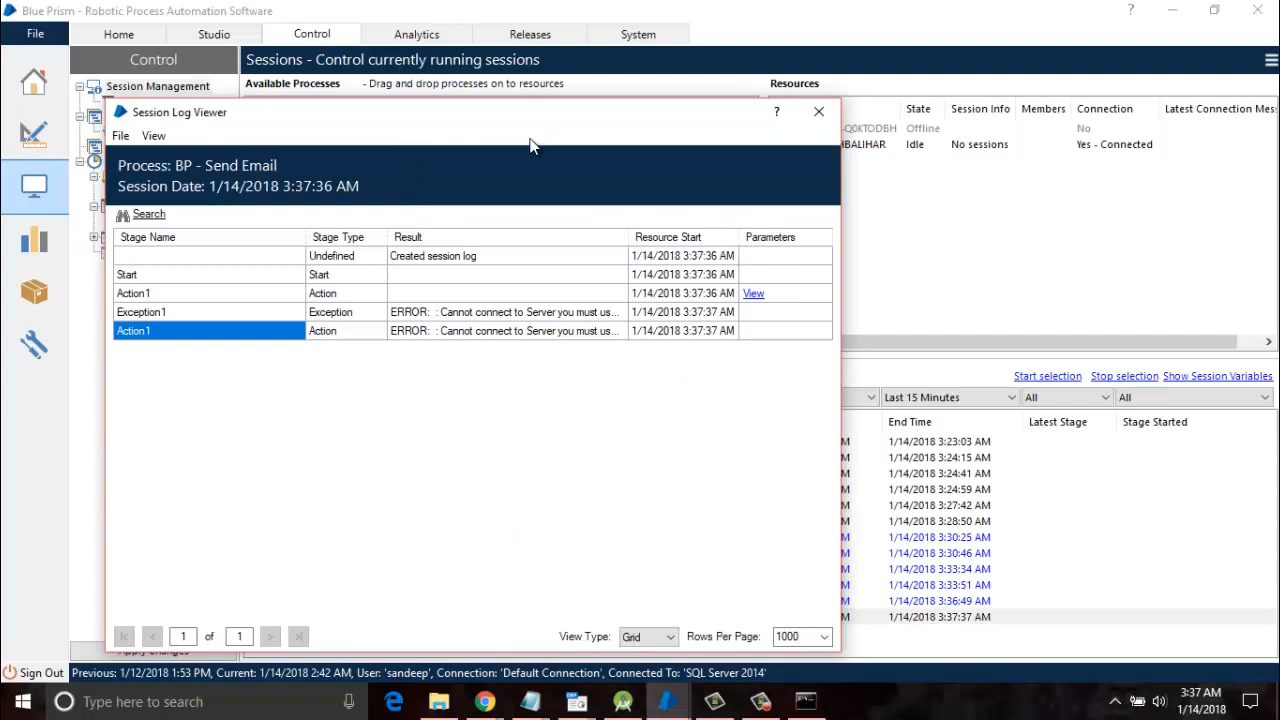 Blue Prism - Robotic Process Automation Software
File
Home
Studio
Control
Analytics
Releases
System
?
Control
Sessions - Control currently running sessions
Session Management
Available Processes - Drag and drop processes on to resources
Resources
State
Session Info
Members
Connection
Latest Connection Mes
-Q0KTODBH
Offline
No
HBALIHAR
Idle
No sessions
Yes - Connected
Session Log Viewer
?
File
View
Process: BP - Send Email
Session Date: 1/14/2018 3:37:36 AM
Search
Stage Name Stage Type Result Resource Start Parameters
Undefined Created session log 1/14/2018 3:37:36 AM
Start Start 1/14/2018 3:37:36 AM
Action1 Action 1/14/2018 3:37:36 AM View
Exception1 Exception ERROR: : Cannot connect to Server you must us... 1/14/2018 3:37:37 AM
Action1 Action ERROR: : Cannot connect to Server you must us... 1/14/2018 3:37:37 AM
1 of 1
View Type: Grid
Rows Per Page: 1000
Start selection
Stop selection
Show Session Variables
Last 15 Minutes
All
All
End Time
Latest Stage
Stage Started
M 1/14/2018 3:23:03 AM
M 1/14/2018 3:24:15 AM
M 1/14/2018 3:24:41 AM
M 1/14/2018 3:24:59 AM
M 1/14/2018 3:27:42 AM
M 1/14/2018 3:28:50 AM
M 1/14/2018 3:30:25 AM
M 1/14/2018 3:30:46 AM
M 1/14/2018 3:33:34 AM
M 1/14/2018 3:33:51 AM
M 1/14/2018 3:36:49 AM
M 1/14/2018 3:37:37 AM
Apply Changes
Sign Out
Previous: 1/12/2018 1:53 PM, Current: 1/14/2018 2:42 AM, User: 'sandeep', Connection: 'Default Connection', Connected To: 'SQL Server 2014'
Type here to search
3:37 AM
1/14/2018